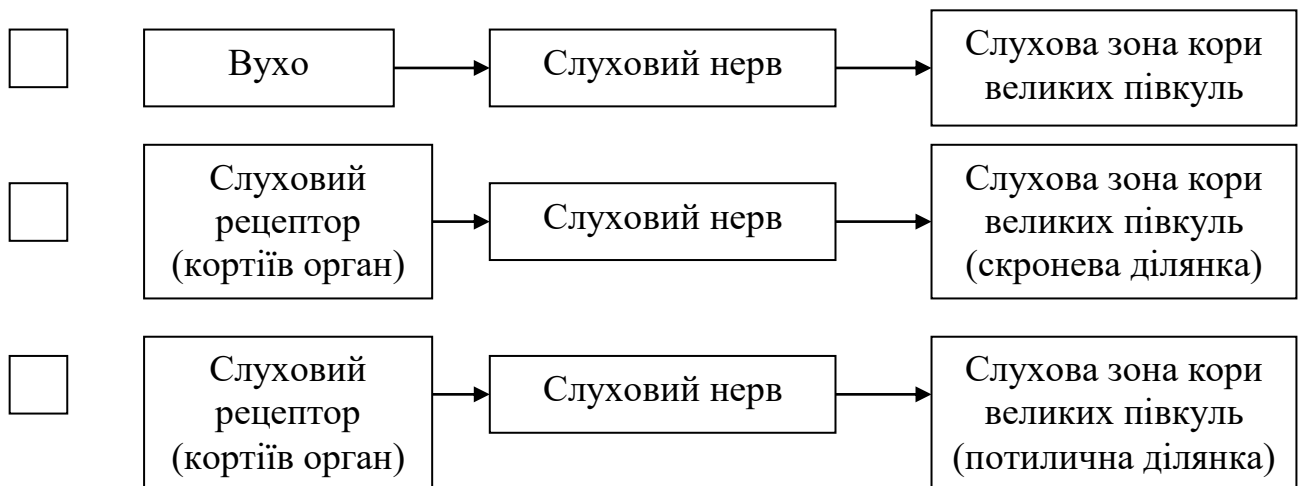 Вухо
Слуховий нерв
Слухова зона кори
великих півкуль
Слуховий
рецептор
(кортіїв орган)
Слуховий нерв
Слухова зона кори
великих півкуль
(скронева ділянка)
Слуховий
рецептор
(кортіїв орган)
Слуховий нерв
Слухова зона кори
великих півкуль
(потилична ділянка)